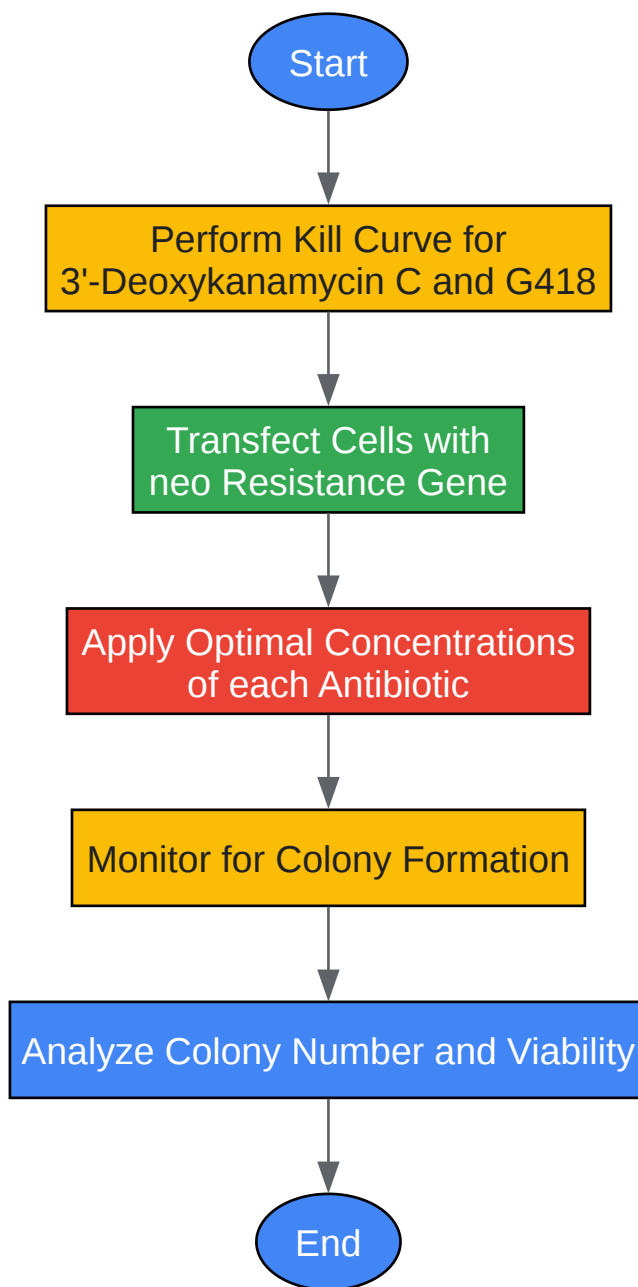 Start
Perform Kill Curve for
3'-Deoxykanamycin C and G418
Transfect Cells with
neo Resistance Gene
Apply Optimal Concentrations
of each Antibiotic
Monitor for Colony Formation
Analyze Colony Number and Viability
End